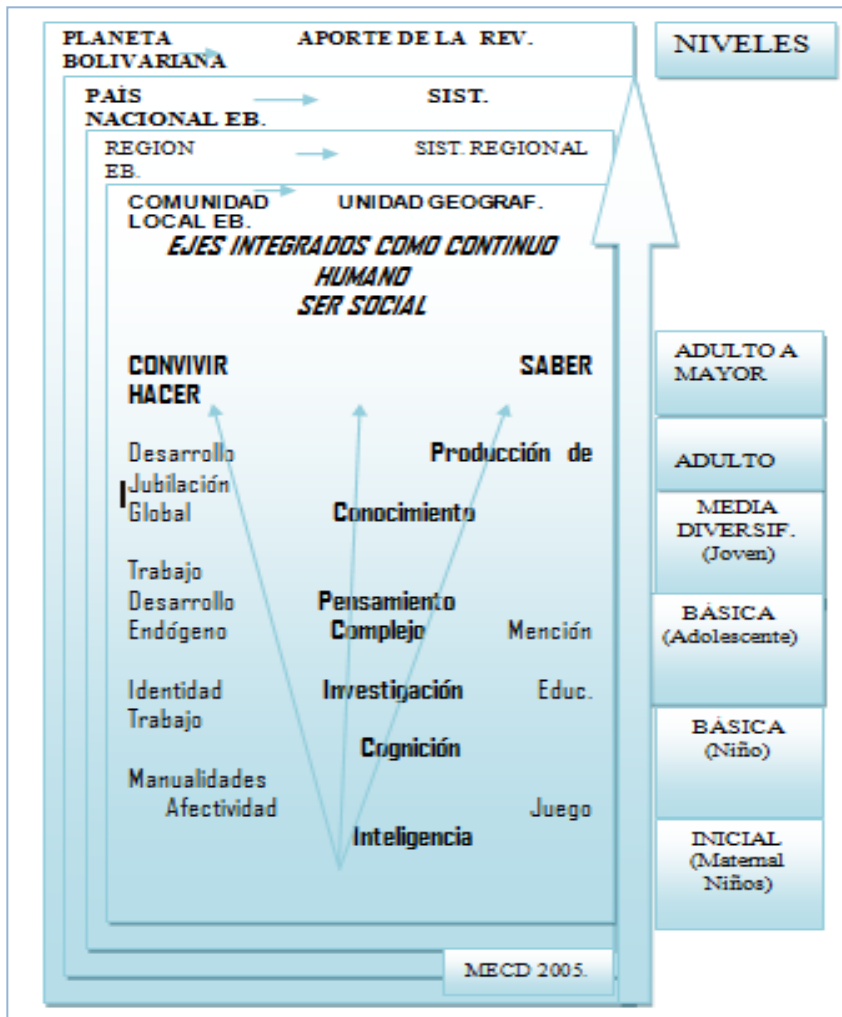 PLANETA APORTE DE LA REV.
BOLIVARIANA
NIVELES
PAÍS SIST.
NACIONAL EB.
REGION SIST. REGIONAL
EB.
COMUNIDAD UNIDAD GEOGRAF.
LOCAL EB.
EJES INTEGRADOS COMO CONTINUO
HUMANO
SER SOCIAL
CONVIVIR SABER
HACER
Desarrollo Producción de
Jubilación
Global Conocimiento
Trabajo
Desarrollo Pensamiento
Endógeno Complejo Mención
Identidad Investigación Educ.
Trabajo
Cognición
Manualidades
Afectividad Juego
Inteligencia
ADULTO A
MAYOR
ADULTO
MEDIA
DIVERSIF.
(Joven)
BÁSICA
(Adolescente)
BÁSICA
(Niño)
INICIAL
(Maternal
Niños)
MECD 2005.